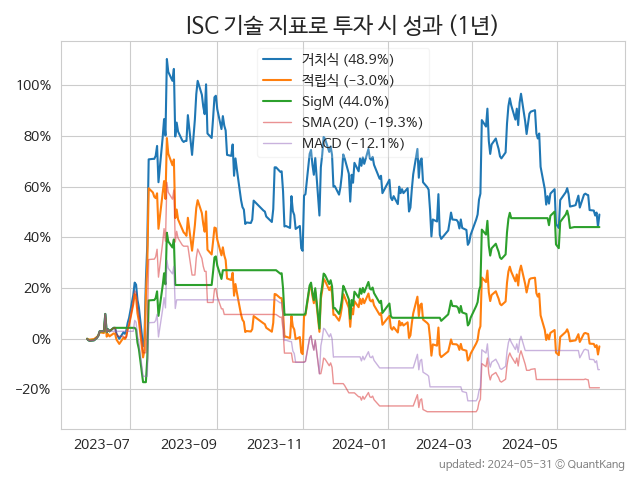 ISC 기술 지표로 투자 시 성과 (1년)
거치식 (48.9%)
적립식 (−3.0%)
SigM (44.0%)
SMA(20) (−19.3%)
MACD (−12.1%)
100%
80%
60%
40%
20%
0%
−20%
2023−07 2023−09 2023−11 2024−01 2024−03 2024−05
updated: 2024−05−31 © QuantKang